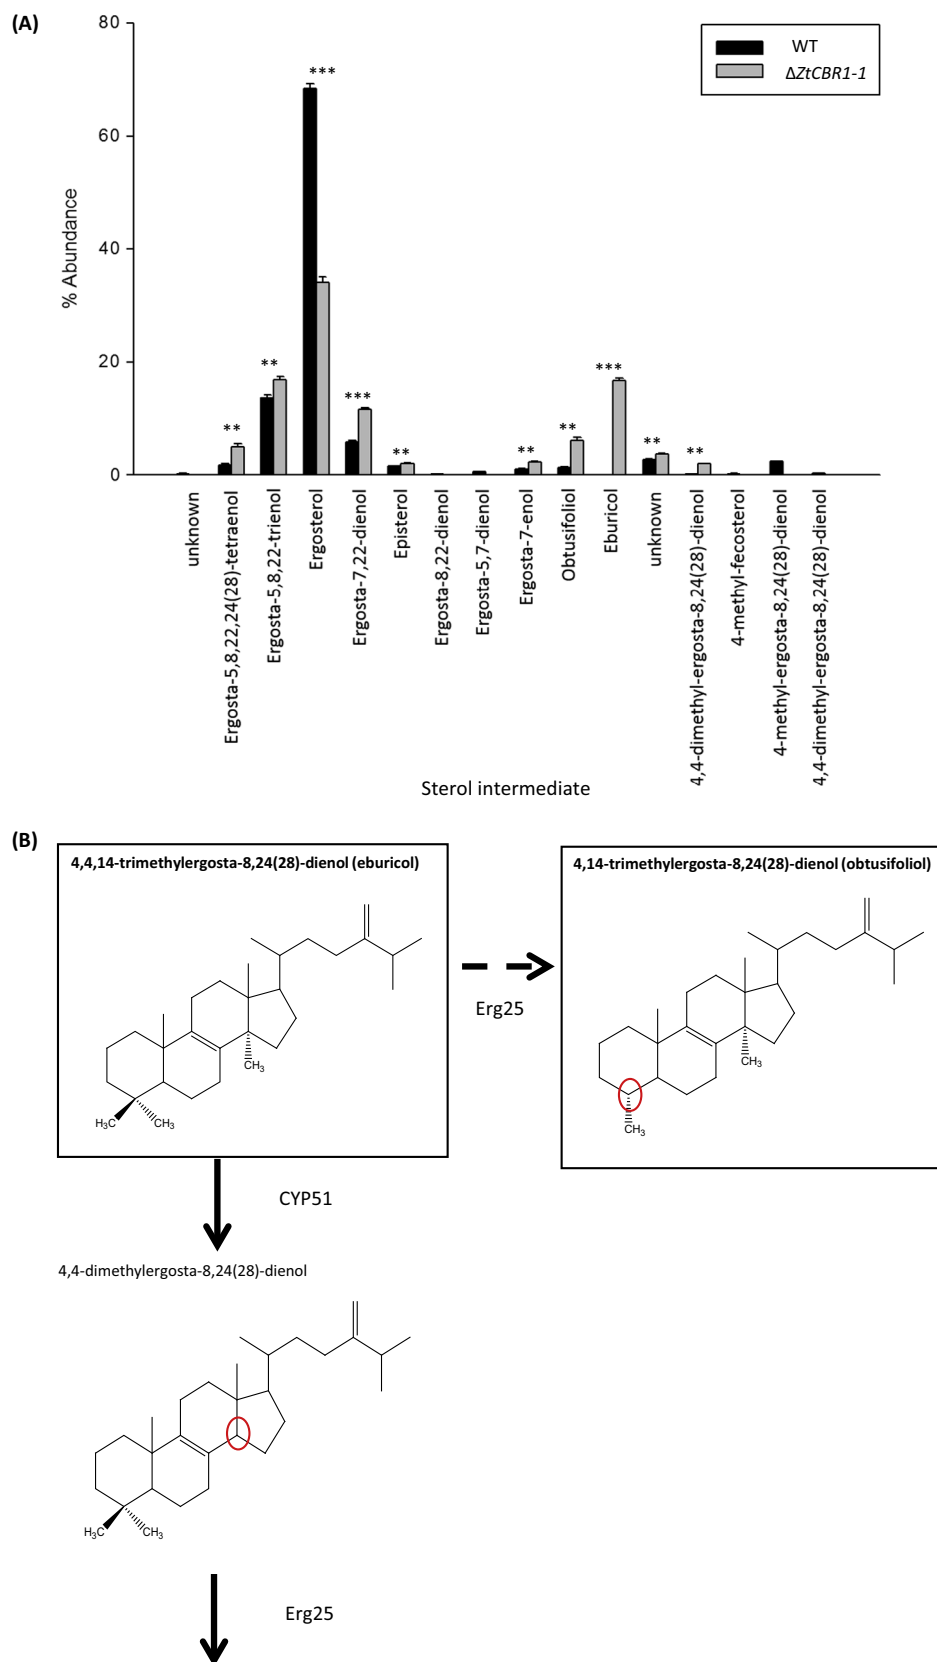 (A)
80
60
40
20
0
% Abundance
WT
ΔZtCBR1-1
**
**
***
***
**
**
**
***
**
**
unknown
Ergosta-5,8,22,24(28)-tetraenol
Ergosta-5,8,22-trienol
Ergosterol
Ergosta-7,22-dienol
Episterol
Ergosta-8,22-dienol
Ergosta-5,7-dienol
Ergosta-7-enol
Obtusifoliol
Eburicol
unknown
4,4-dimethyl-ergosta-8,24(28)-dienol
4-methyl-fecosterol
4-methyl-ergosta-8,24(28)-dienol
4,4-dimethyl-ergosta-8,24(28)-dienol
Sterol intermediate
(B)
4,4,14-trimethylergosta-8,24(28)-dienol (eburicol)
CH3
H3C
CH3
Erg25
4,14-trimethylergosta-8,24(28)-dienol (obtusifoliol)
CH3
CH3
CYP51
4,4-dimethylergosta-8,24(28)-dienol
H3C
CH3
Erg25